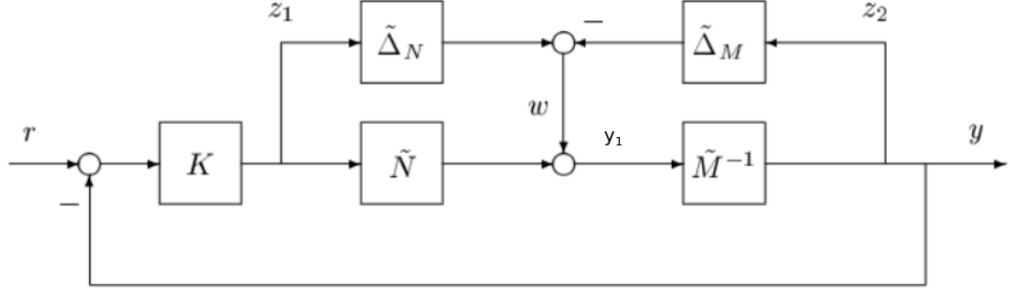 z₁ Δ̃_N − Δ̃_M z₂
r w y₁ y
K Ñ M̃⁻¹
−